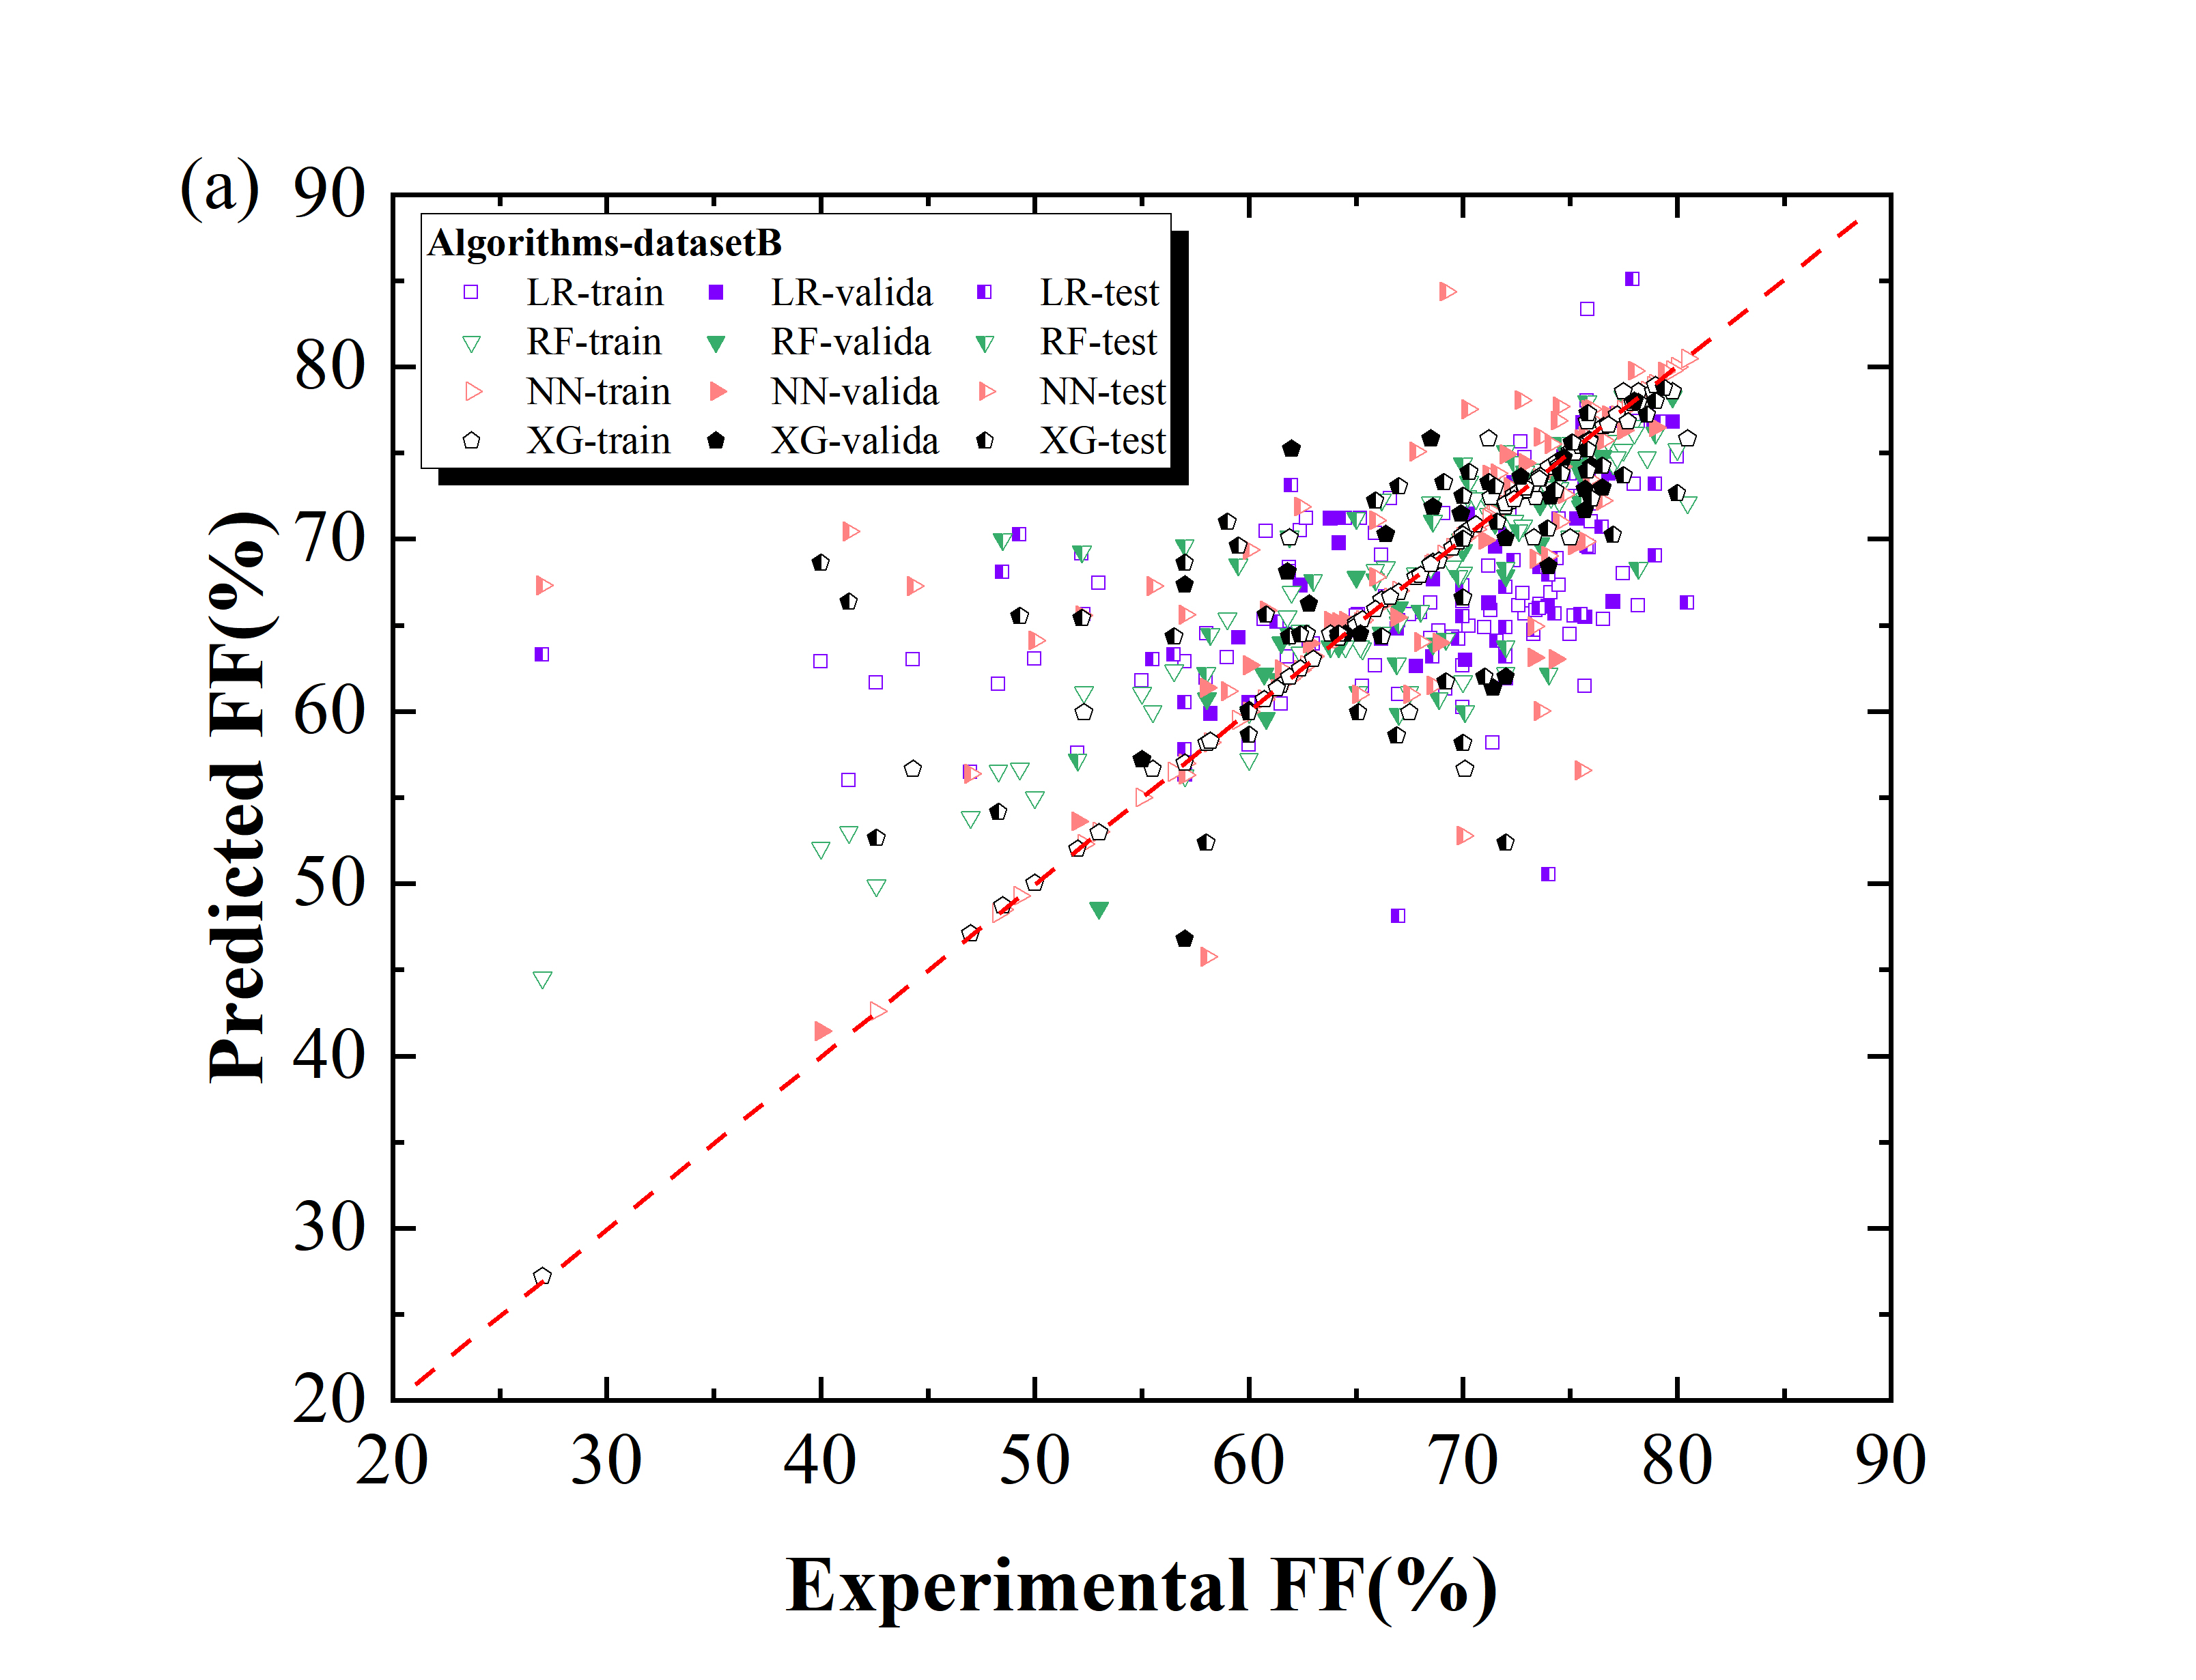 (a)
90
80
70
60
50
40
30
20
Predicted FF(%)
Algorithms-datasetB
LR-train LR-valida LR-test
RF-train RF-valida RF-test
NN-train NN-valida NN-test
XG-train XG-valida XG-test
20 30 40 50 60 70 80 90
Experimental FF(%)